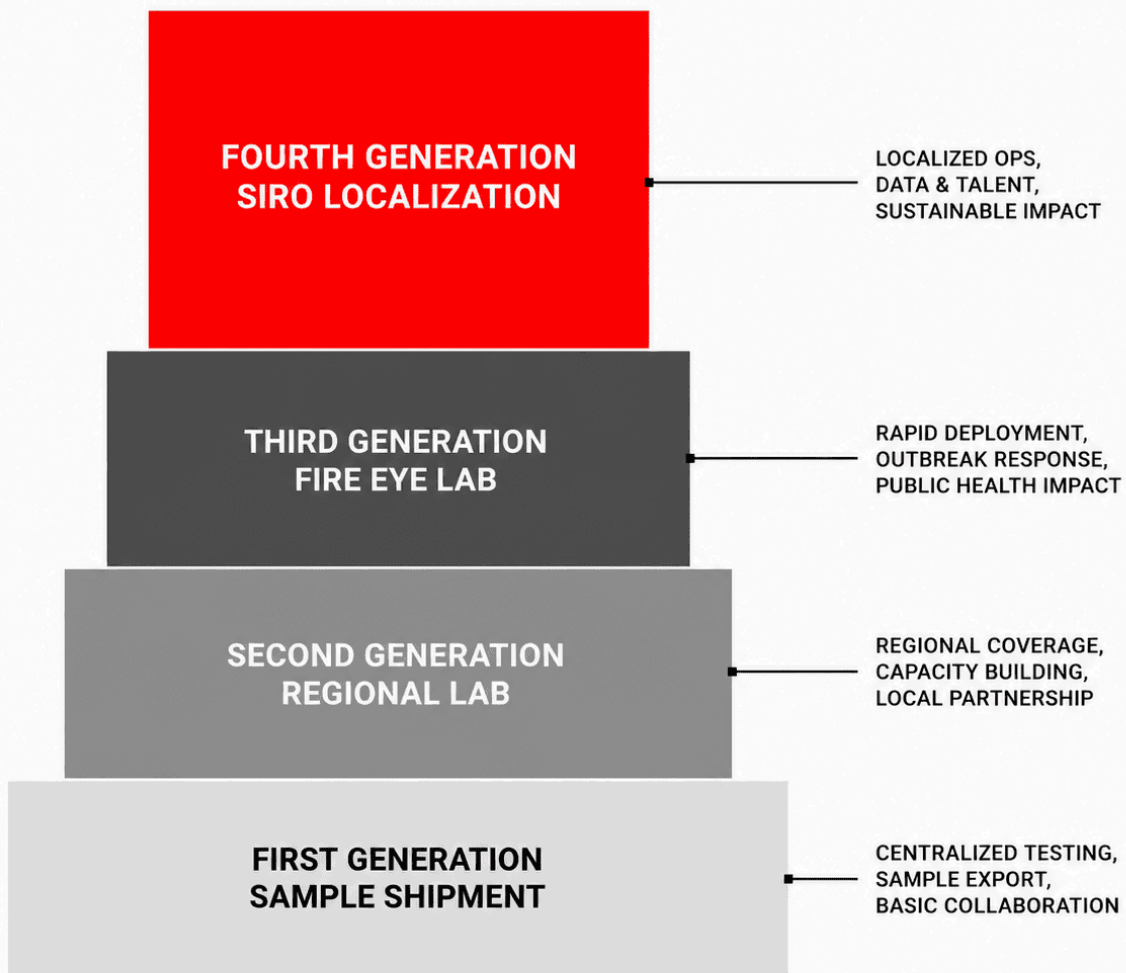 FOURTH GENERATION
SIRO LOCALIZATION
LOCALIZED OPS,
DATA & TALENT,
SUSTAINABLE IMPACT
THIRD GENERATION
FIRE EYE LAB
RAPID DEPLOYMENT,
OUTBREAK RESPONSE,
PUBLIC HEALTH IMPACT
SECOND GENERATION
REGIONAL LAB
REGIONAL COVERAGE,
CAPACITY BUILDING,
LOCAL PARTNERSHIP
FIRST GENERATION
SAMPLE SHIPMENT
CENTRALIZED TESTING,
SAMPLE EXPORT,
BASIC COLLABORATION